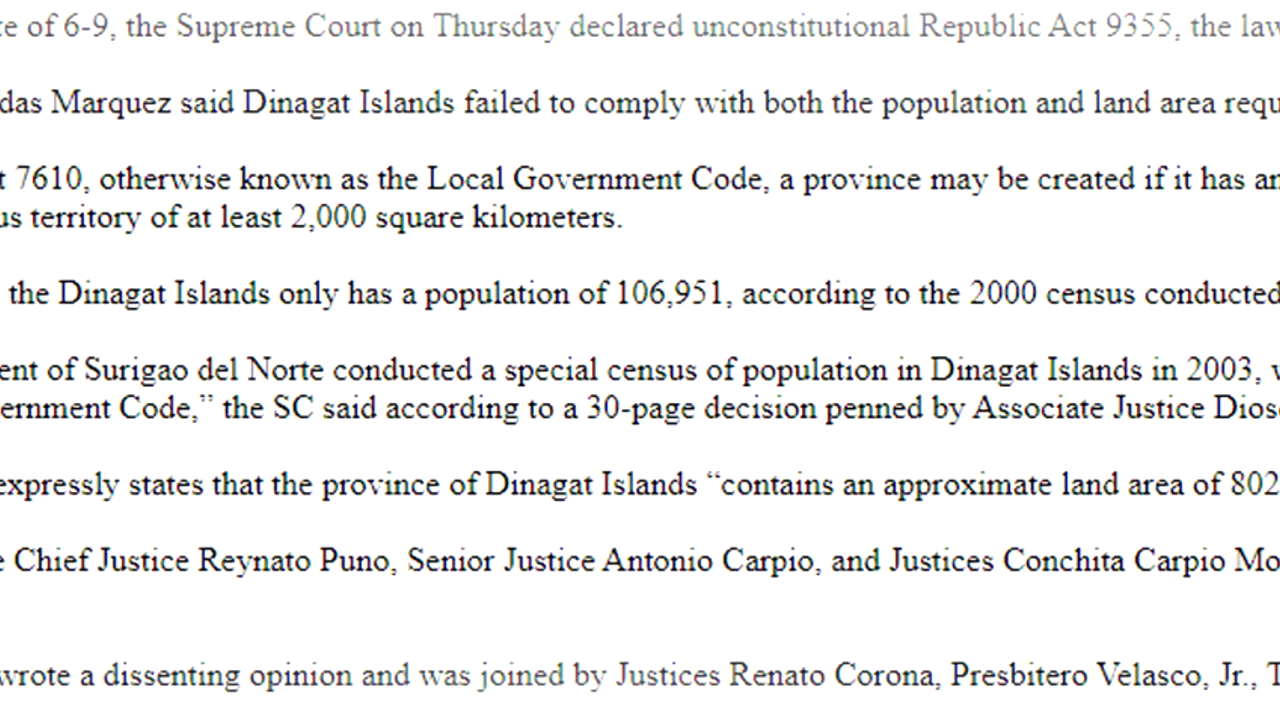 te of 6-9, the Supreme Court on Thursday declared unconstitutional Republic Act 9355, the law
das Marquez said Dinagat Islands failed to comply with both the population and land area requ
t 7610, otherwise known as the Local Government Code, a province may be created if it has an
us territory of at least 2,000 square kilometers.
the Dinagat Islands only has a population of 106,951, according to the 2000 census conducted
ent of Surigao del Norte conducted a special census of population in Dinagat Islands in 2003, w
ernment Code,” the SC said according to a 30-page decision penned by Associate Justice Diosd
expressly states that the province of Dinagat Islands “contains an approximate land area of 802
e Chief Justice Reynato Puno, Senior Justice Antonio Carpio, and Justices Conchita Carpio Mo
wrote a dissenting opinion and was joined by Justices Renato Corona, Presbitero Velasco, Jr., T